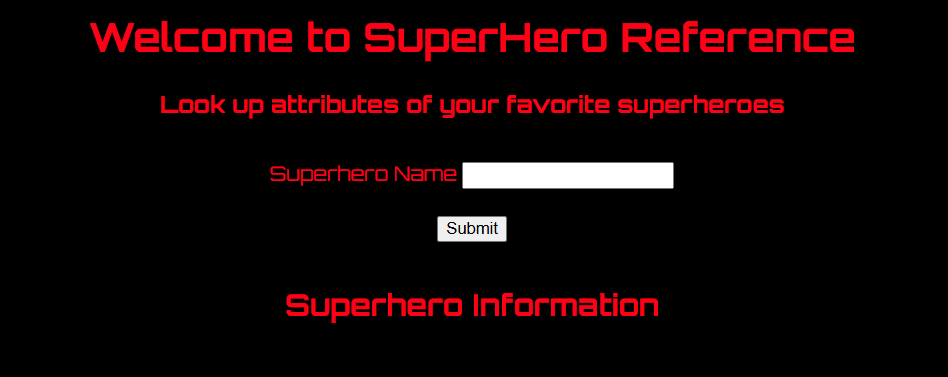 Welcome to SuperHero Reference
Look up attributes of your favorite superheroes
Superhero Name
Submit
Superhero Information